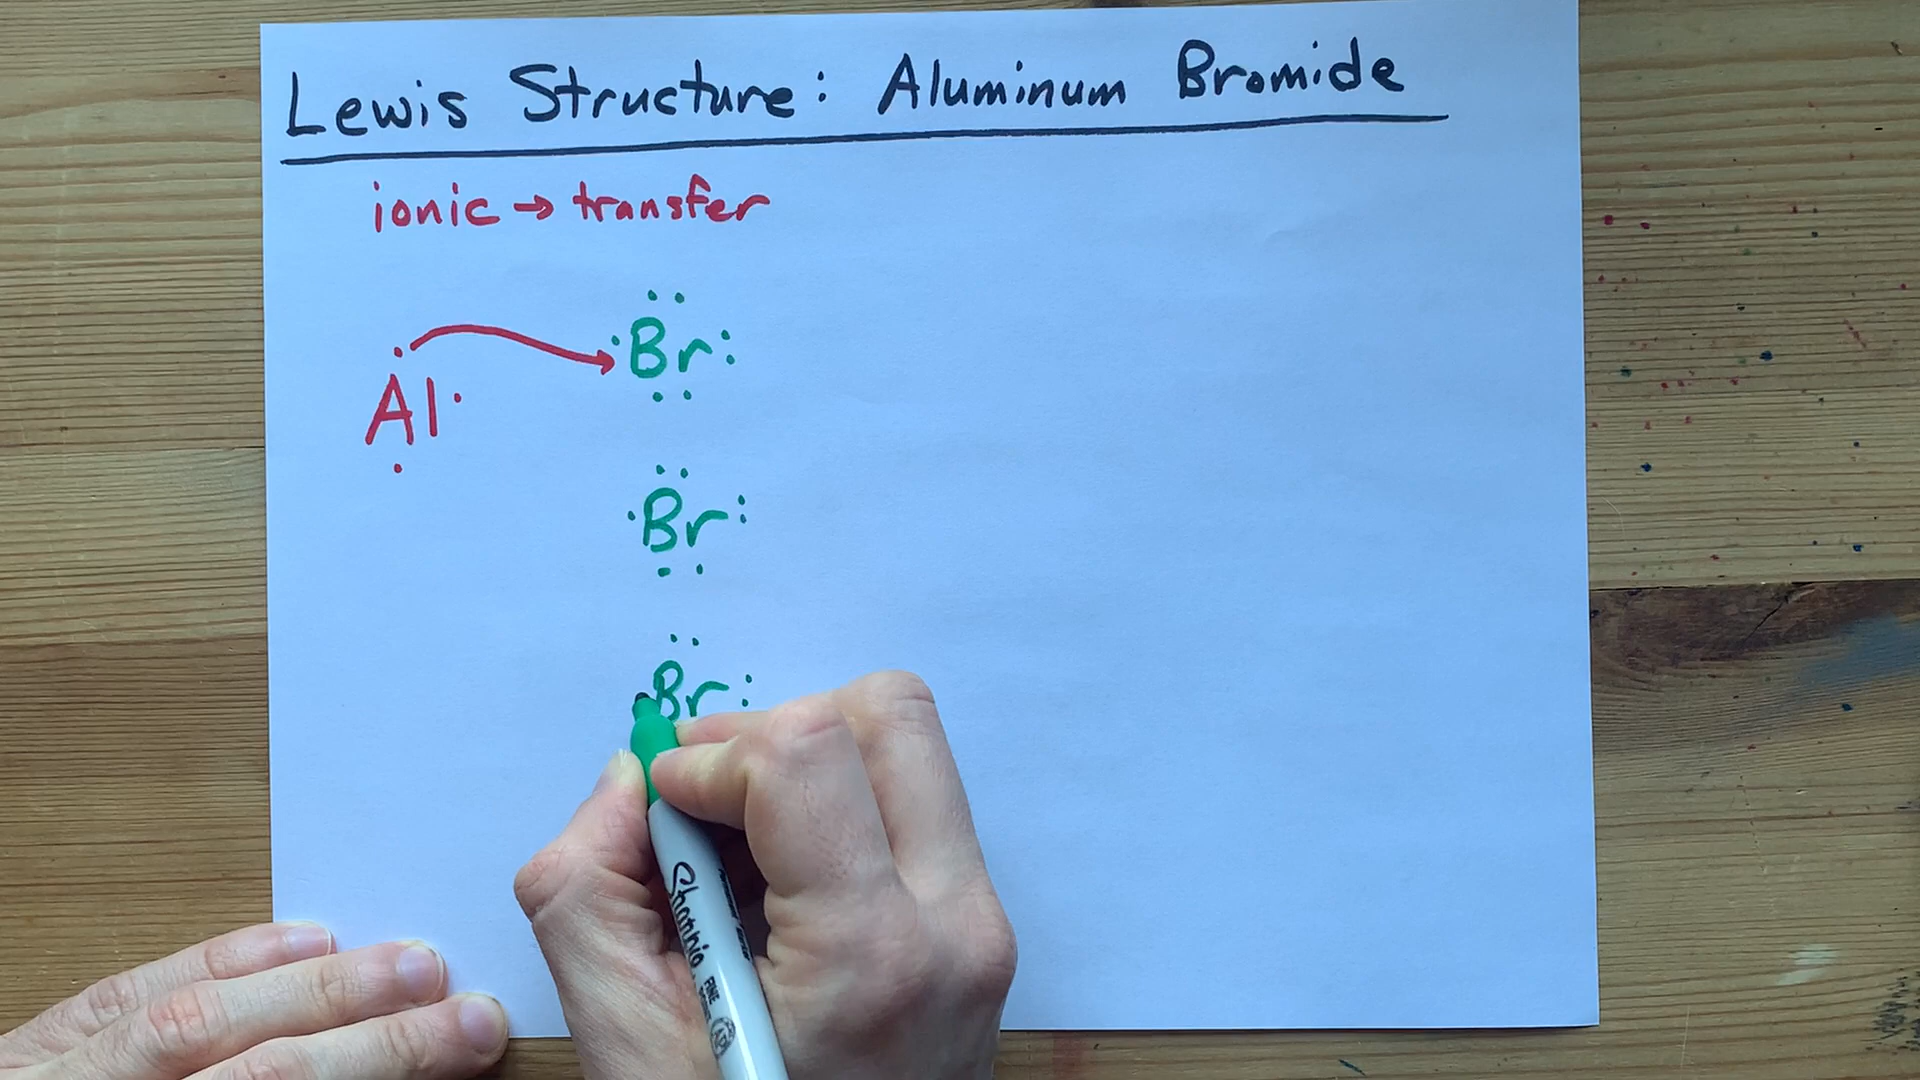 Lewis Structure: Aluminum Bromide
ionic → transfer
Al
Br
Br
Br
Sharpie
FINE